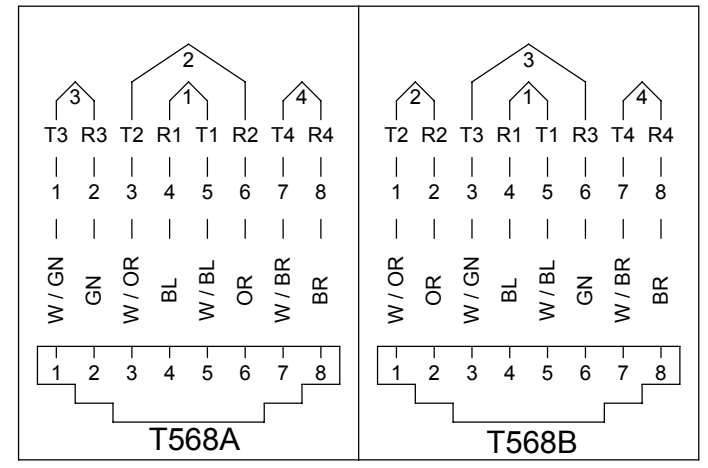 2
3 1 4
T3 R3 T2 R1 T1 R2 T4 R4
1 2 3 4 5 6 7 8
W / GN GN W / OR BL W / BL OR W / BR BR
1 2 3 4 5 6 7 8
T568A
3
2 1 4
T2 R2 T3 R1 T1 R3 T4 R4
1 2 3 4 5 6 7 8
W / OR OR W / GN BL W / BL GN W / BR BR
1 2 3 4 5 6 7 8
T568B